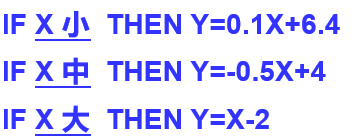 IF X 小 THEN Y=0.1X+6.4
IF X 中 THEN Y=-0.5X+4
IF X 大 THEN Y=X-2